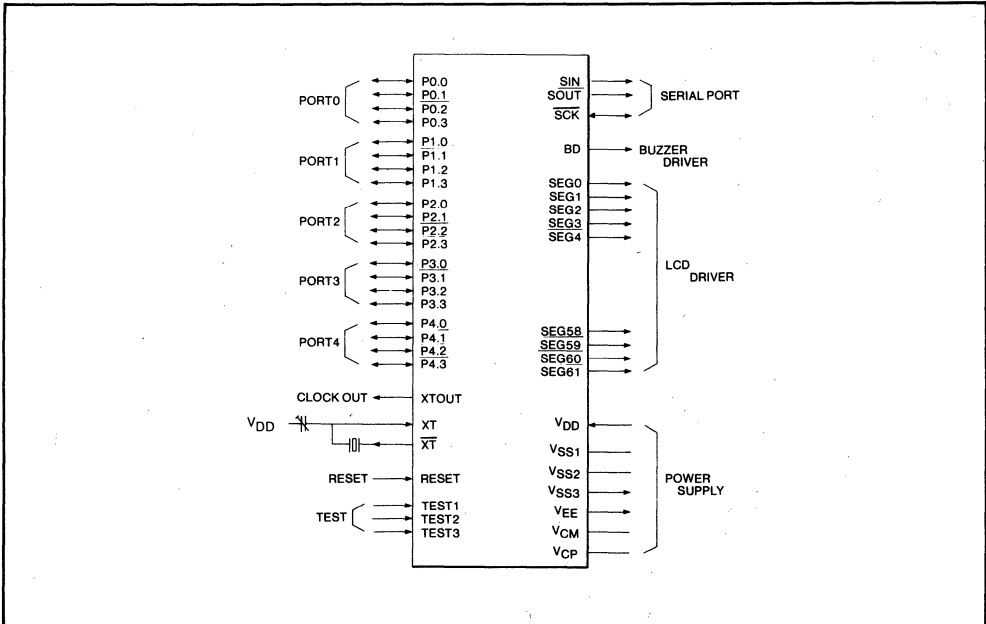 PORT0
P0.0
P0.1
P0.2
P0.3
PORT1
P1.0
P1.1
P1.2
P1.3
PORT2
P2.0
P2.1
P2.2
P2.3
PORT3
P3.0
P3.1
P3.2
P3.3
PORT4
P4.0
P4.1
P4.2
P4.3
CLOCK OUT
XTOUT
VDD
XT
XT
RESET
RESET
TEST
TEST1
TEST2
TEST3
SIN
SOUT
SCK
SERIAL PORT
BD
BUZZER
DRIVER
SEG0
SEG1
SEG2
SEG3
SEG4
SEG58
SEG59
SEG60
SEG61
LCD
DRIVER
VDD
VSS1
VSS2
VSS3
VEE
VCM
VCP
POWER
SUPPLY